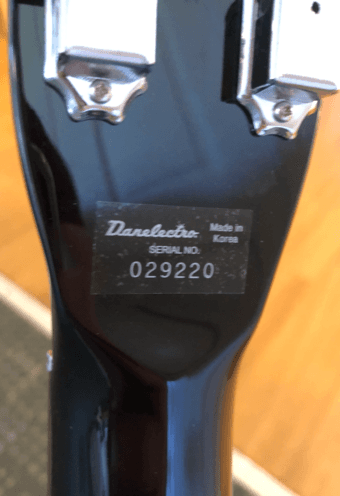 Danelectro. Made in
Korea
SERIAL NO.
029220